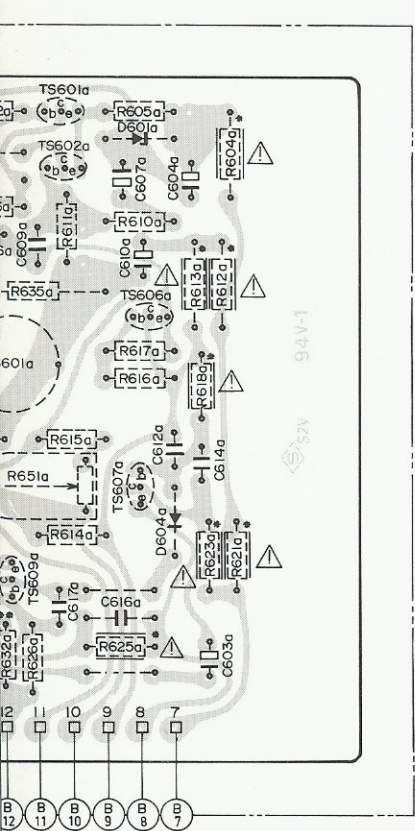 TS601a
b c e
R605a
D601a
R604a
TS602a
b c e
C607a
C604a
R611a
R610a
C609a
C610a
R613a
R612a
R635a
TS606a
b c e
R617a
601a
R616a
R618a
94V-1
S2V
R615a
C612a
C614a
R651a
TS607a
c b e
D604a
R614a
R623a
R621a
TS609a
C617a
C616a
R632a
R626a
R625a
C603a
12 11 10 9 8 7
B 12
B 11
B 10
B 9
B 8
B 7